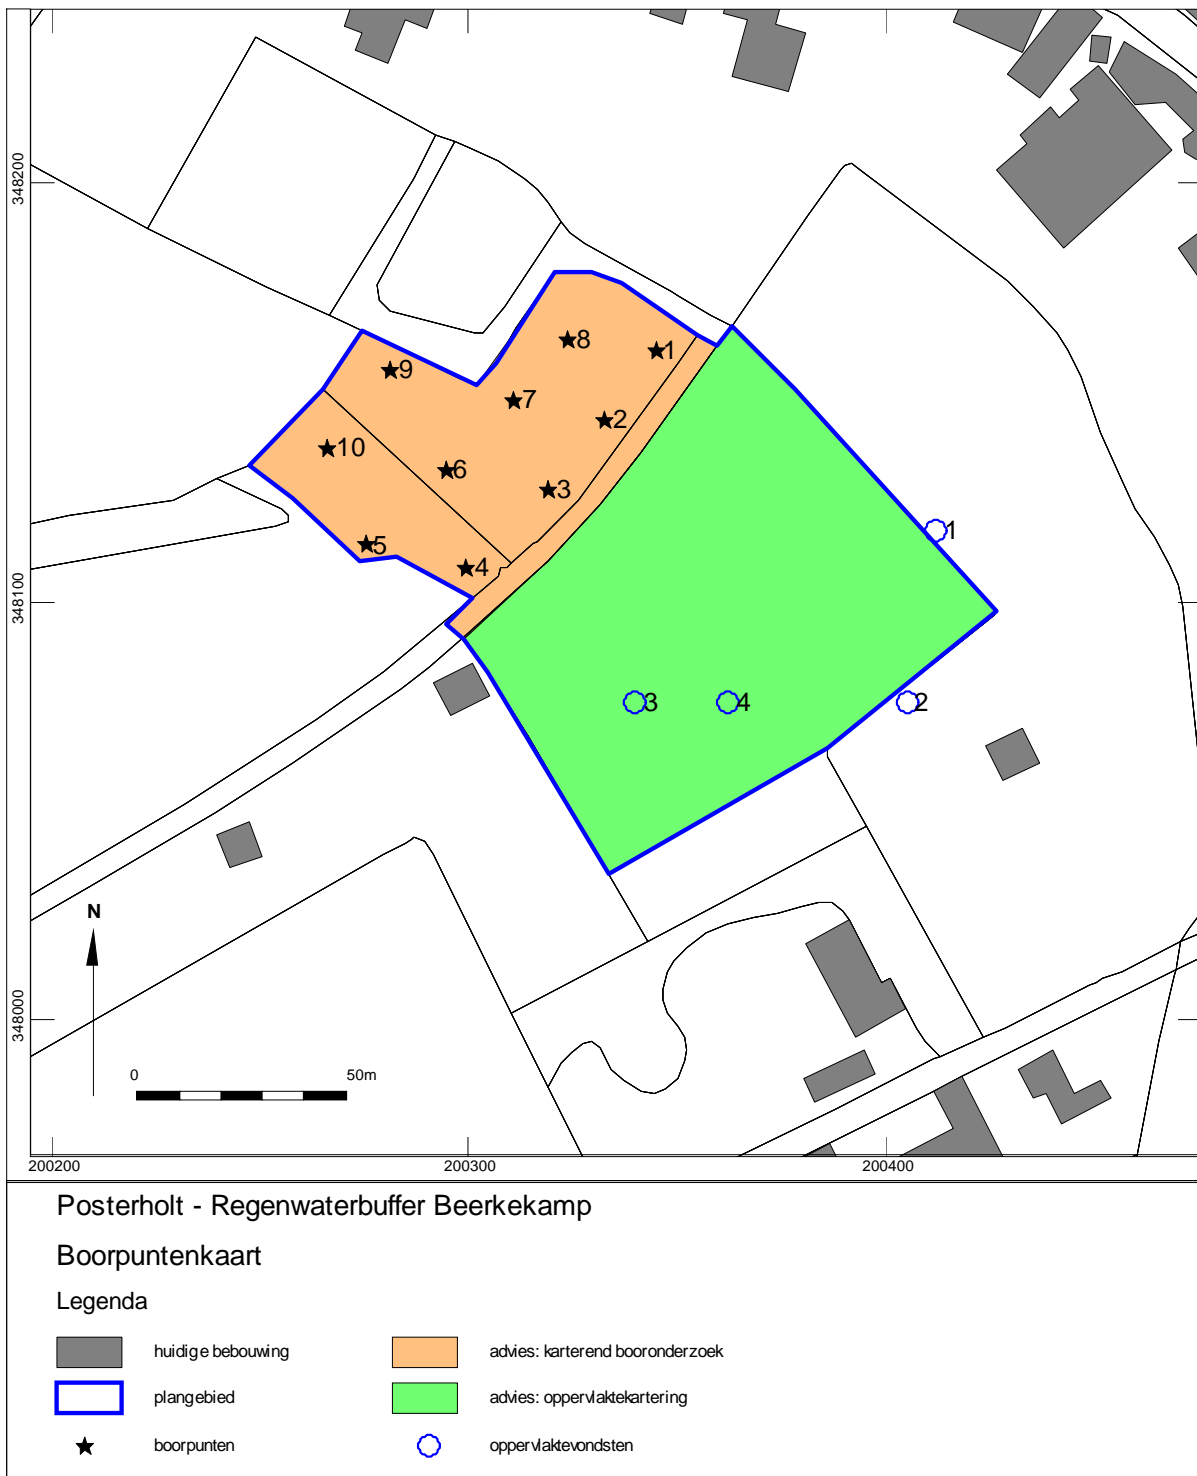 348200
8
1
9
7
2
10
6
3
5
4
1
348100
3
4
2
N
0 50m
348000
200200 200300 200400
Posterholt - Regenwaterbuffer Beerkekamp
Boorpuntenkaart
Legenda
huidige bebouwing
advies: karterend booronderzoek
plangebied
advies: oppervlaktekartering
boorpunten
oppervlaktevondsten